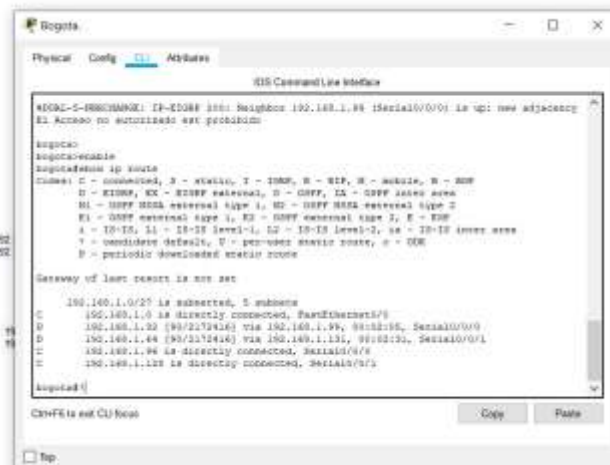 Bogota
Physical Config CLI Attributes
IOS Command Line Interface
%DUAL-5-NBRCHANGE: IP-EIGRP 200: Neighbor 192.168.1.99 (Serial0/0/0) is up: new adjacency
El Acceso no autorizado est prohibido
bogota>
bogota>enable
bogota#show ip route
Codes: C - connected, S - static, I - IGRP, R - RIP, M - mobile, B - BGP
D - EIGRP, EX - EIGRP external, O - OSPF, IA - OSPF inter area
N1 - OSPF NSSA external type 1, N2 - OSPF NSSA external type 2
E1 - OSPF external type 1, E2 - OSPF external type 2, E - EGP
i - IS-IS, L1 - IS-IS level-1, L2 - IS-IS level-2, ia - IS-IS inter area
* - candidate default, U - per-user static route, o - ODR
P - periodic downloaded static route
Gateway of last resort is not set
192.168.1.0/27 is subnetted, 5 subnets
C 192.168.1.0 is directly connected, FastEthernet0/0
D 192.168.1.32 [90/2172416] via 192.168.1.99, Serial0/0/0
D 192.168.1.64 [90/2172416] via 192.168.1.131, Serial0/0/1
C 192.168.1.96 is directly connected, Serial0/0/0
C 192.168.1.128 is directly connected, Serial0/0/1
bogota#
Ctrl+F6 to exit CLI focus
Copy Paste
Top